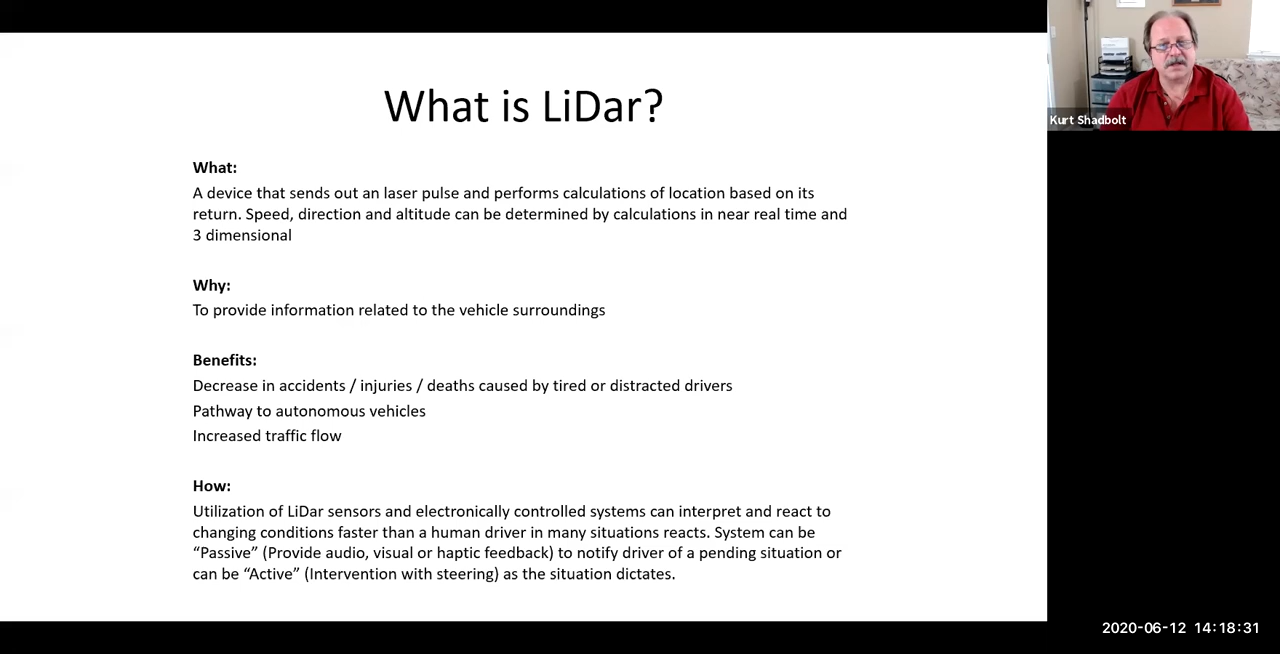 What is LiDar?
What:
A device that sends out an laser pulse and performs calculations of location based on its
return. Speed, direction and altitude can be determined by calculations in near real time and
3 dimensional
Why:
To provide information related to the vehicle surroundings
Benefits:
Decrease in accidents / injuries / deaths caused by tired or distracted drivers
Pathway to autonomous vehicles
Increased traffic flow
How:
Utilization of LiDar sensors and electronically controlled systems can interpret and react to
changing conditions faster than a human driver in many situations reacts. System can be
“Passive” (Provide audio, visual or haptic feedback) to notify driver of a pending situation or
can be “Active” (Intervention with steering) as the situation dictates.
Kurt Shadbolt
2020-06-12 14:18:31